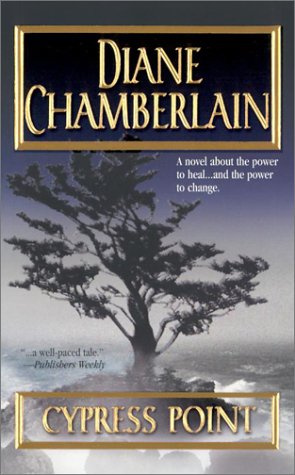 DIANE
CHAMBERLAIN
A novel about the power
to heal...and the power
to change.
"...a well-paced tale."
—Publishers Weekly
CYPRESS POINT